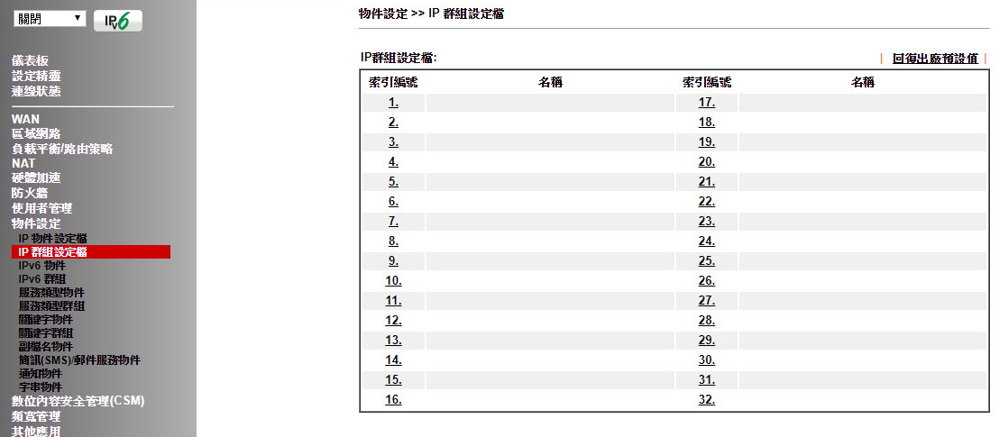 關閉
IPv6
儀表板
設定精靈
連線狀態
WAN
區域網路
負載平衡/路由策略
NAT
硬體加速
防火牆
使用者管理
物件設定
IP 物件設定檔
IP 群組設定檔
IPv6 物件
IPv6 群組
服務類型物件
服務類型群組
關鍵字物件
關鍵字群組
副檔名物件
簡訊(SMS)/郵件服務物件
通知物件
字串物件
數位內容安全管理(CSM)
頻寬管理
其他應用
物件設定 >> IP 群組設定檔
IP群組設定檔: | 回復出廠預設值 |
索引編號 名稱 索引編號 名稱
1. 17.
2. 18.
3. 19.
4. 20.
5. 21.
6. 22.
7. 23.
8. 24.
9. 25.
10. 26.
11. 27.
12. 28.
13. 29.
14. 30.
15. 31.
16. 32.